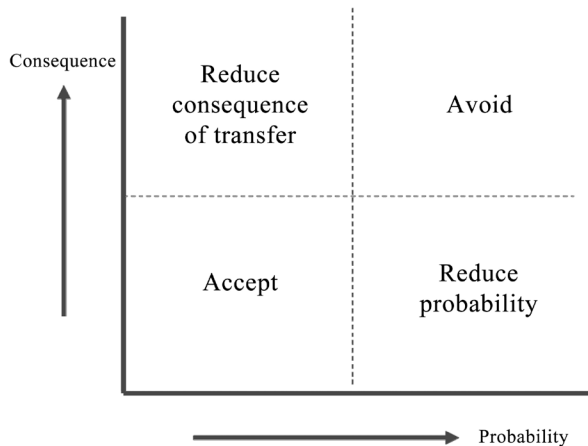 Consequence
Reduce
consequence
of transfer
Avoid
Accept
Reduce
probability
Probability